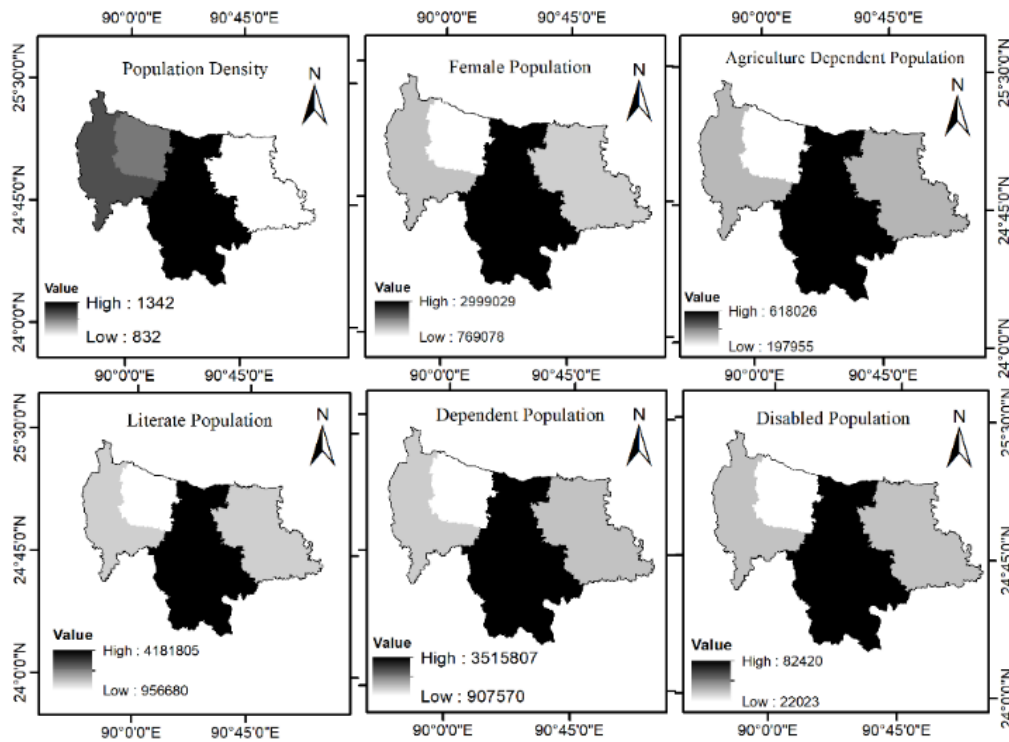 90°0'0"E 90°45'0"E 90°0'0"E 90°45'0"E 90°0'0"E 90°45'0"E
25°30'0"N
24°45'0"N
24°0'0"N
Population Density
N
Value
High : 1342
Low : 832
Female Population
N
Value
High : 2999029
Low : 769078
Agriculture Dependent Population
N
Value
High : 618026
Low : 197955
25°30'0"N
24°45'0"N
24°0'0"N
90°0'0"E 90°45'0"E 90°0'0"E 90°45'0"E 90°0'0"E 90°45'0"E
25°30'0"N
24°45'0"N
24°0'0"N
Literate Population
N
Value
High : 4181805
Low : 956680
Dependent Population
N
Value
High : 3515807
Low : 907570
Disabled Population
N
Value
High : 82420
Low : 22023
25°30'0"N
24°45'0"N
24°0'0"N
90°0'0"E 90°45'0"E 90°0'0"E 90°45'0"E 90°0'0"E 90°45'0"E